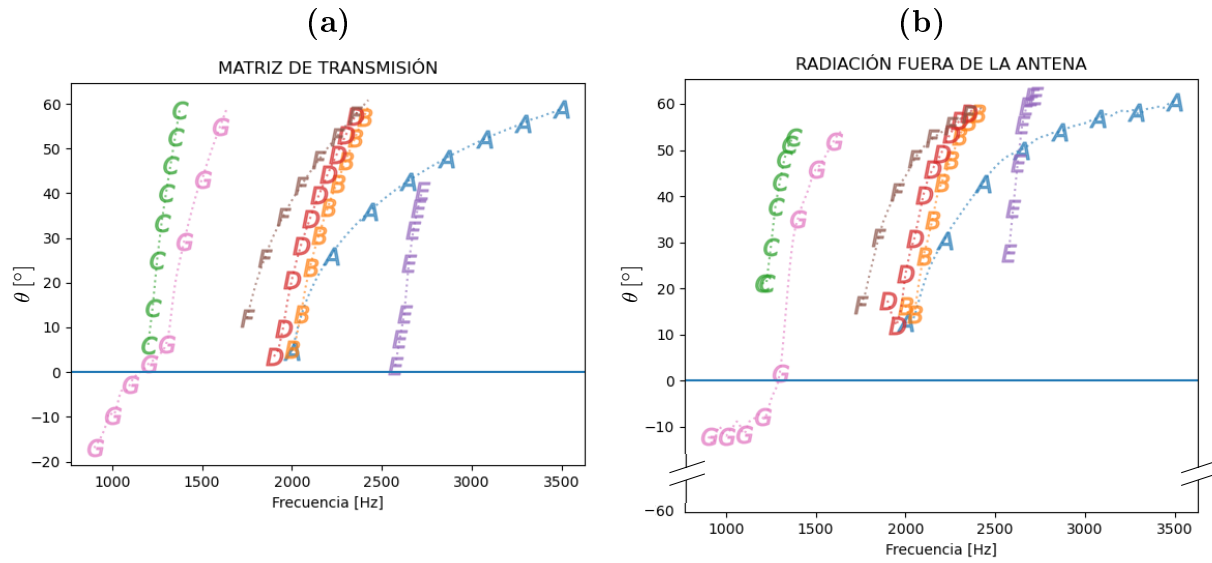 (a)
MATRIZ DE TRANSMISIÓN
60
50
40
30
20
10
0
−10
−20
θ [°]
1000 1500 2000 2500 3000 3500
Frecuencia [Hz]
C C C C C C C C
G G G G G G G G
F F F F F F
D D D D D D D D D D
B B B B B B B B B
A A A A A A A A
E E E E E E E E
(b)
RADIACIÓN FUERA DE LA ANTENA
60
50
40
30
20
10
0
−10
−60
θ [°]
1000 1500 2000 2500 3000 3500
Frecuencia [Hz]
C C C C C C C C
G G G G G G G G
F F F F F F
D D D D D D D D D D
B B B B B B B B B
A A A A A A A A
E E E E E E E E